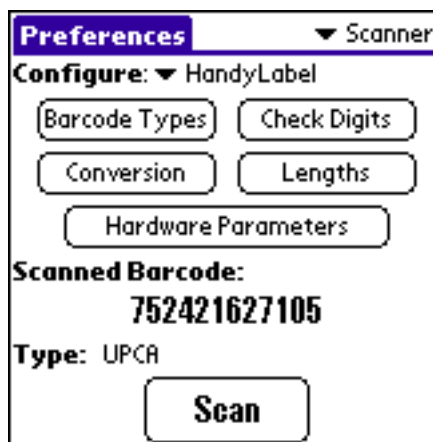 Preferences ▼ Scanner
Configure: ▼ HandyLabel
Barcode Types Check Digits
Conversion Lengths
Hardware Parameters
Scanned Barcode:
752421627105
Type: UPCA
Scan